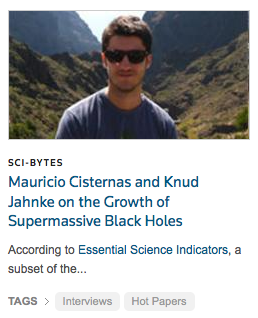 SCI-BYTES
Mauricio Cisternas and Knud
Jahnke on the Growth of
Supermassive Black Holes
According to Essential Science Indicators, a
subset of the...
TAGS > Interviews Hot Papers